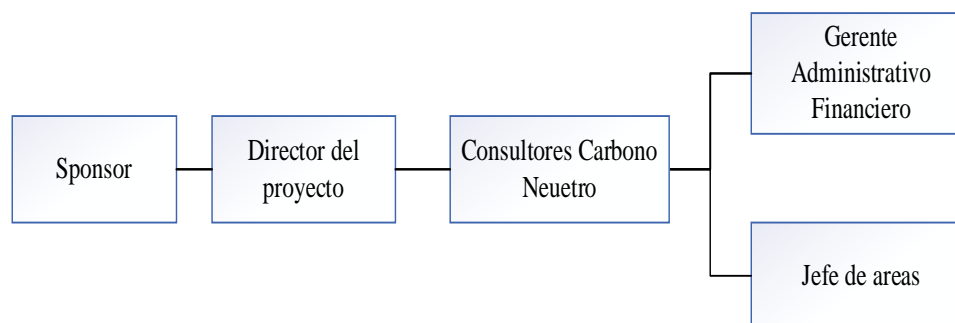 Sponsor
Director del
proyecto
Consultores Carbono
Neuetro
Gerente
Administrativo
Financiero
Jefe de areas